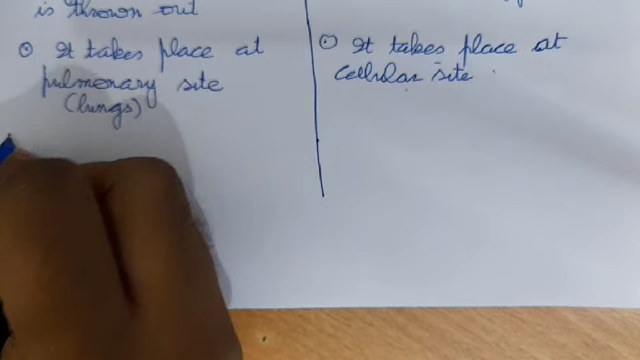 is thrown out
⊙ It takes place at
pulmonary site
(lungs)
⊙ It takes place at
cellular site